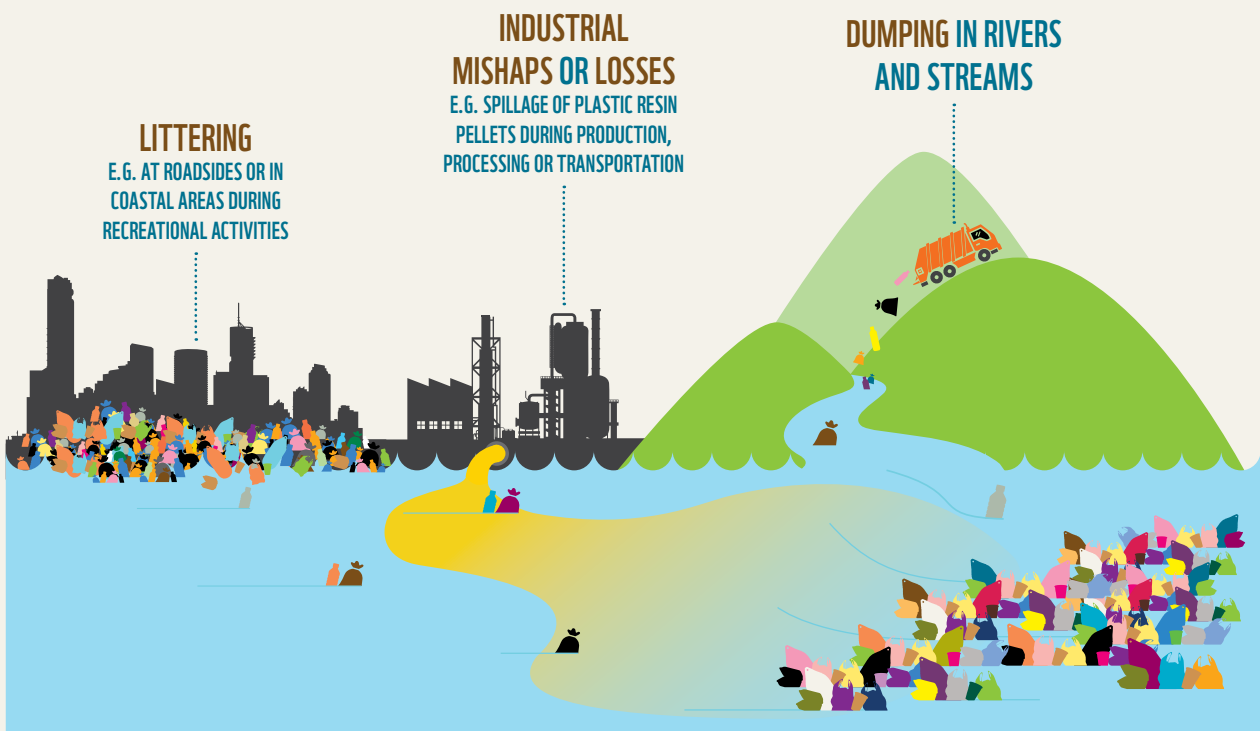 LITTERING
E.G. AT ROADSIDES OR IN
COASTAL AREAS DURING
RECREATIONAL ACTIVITIES
INDUSTRIAL
MISHAPS OR LOSSES
E.G. SPILLAGE OF PLASTIC RESIN
PELLETS DURING PRODUCTION,
PROCESSING OR TRANSPORTATION
DUMPING IN RIVERS
AND STREAMS